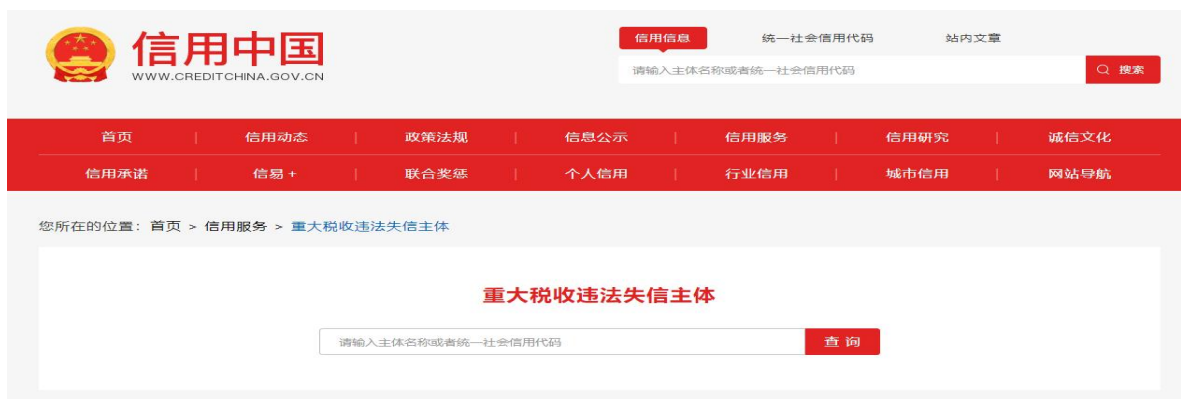 信用中国
WWW.CREDITCHINA.GOV.CN
信用信息 统一社会信用代码 站内文章
请输入主体名称或者统一社会信用代码 搜索
首页 | 信用动态 | 政策法规 | 信息公示 | 信用服务 | 信用研究 | 诚信文化
信用承诺 | 信易+ | 联合奖惩 | 个人信用 | 行业信用 | 城市信用 | 网站导航
您所在的位置：首页 > 信用服务 > 重大税收违法失信主体
重大税收违法失信主体
请输入主体名称或者统一社会信用代码 查询